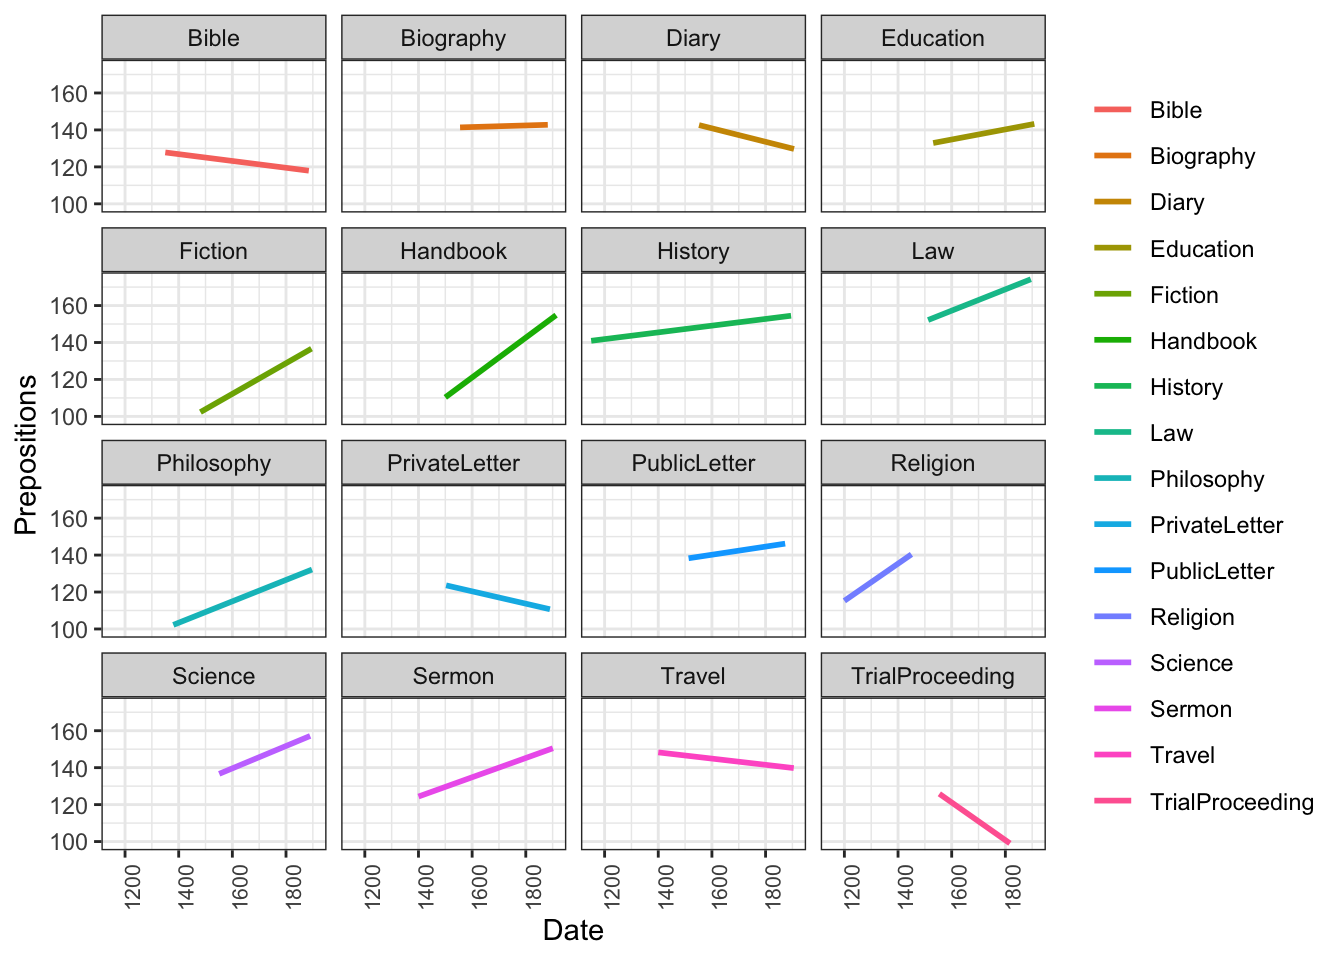 Bible Biography Diary Education
160
140
120
100
Fiction Handbook History Law
160
140
120
100
Philosophy PrivateLetter PublicLetter Religion
160
140
120
100
Science Sermon Travel TrialProceeding
160
140
120
100
1200 1400 1600 1800 1200 1400 1600 1800 1200 1400 1600 1800 1200 1400 1600 1800
Date
Prepositions
Bible
Biography
Diary
Education
Fiction
Handbook
History
Law
Philosophy
PrivateLetter
PublicLetter
Religion
Science
Sermon
Travel
TrialProceeding